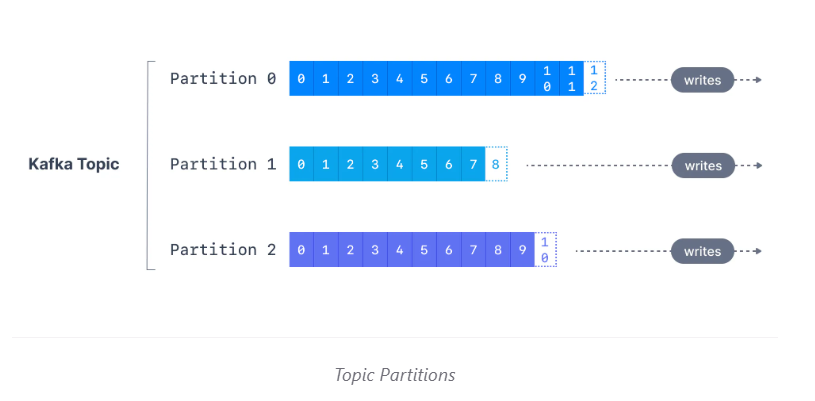 Partition 0 0 1 2 3 4 5 6 7 8 9 10 11 12 writes
Kafka Topic Partition 1 0 1 2 3 4 5 6 7 8 writes
Partition 2 0 1 2 3 4 5 6 7 8 9 10 writes
Topic Partitions